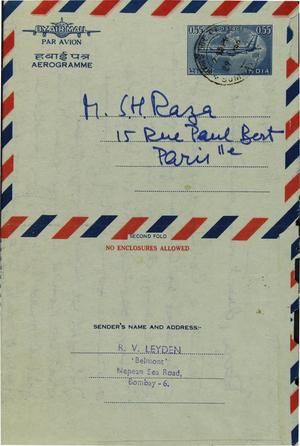 BY AIR MAIL
PAR AVION
हवाई पत्र
AEROGRAMME
0.55 0.55
INDIA
M. S.H. Raza
15 Rue Paul Bert
Paris 11e
SECOND FOLD
NO ENCLOSURES ALLOWED
SENDER'S NAME AND ADDRESS:-
R. V. LEYDEN
'Belmont'
Nepean Sea Road,
Bombay-6.